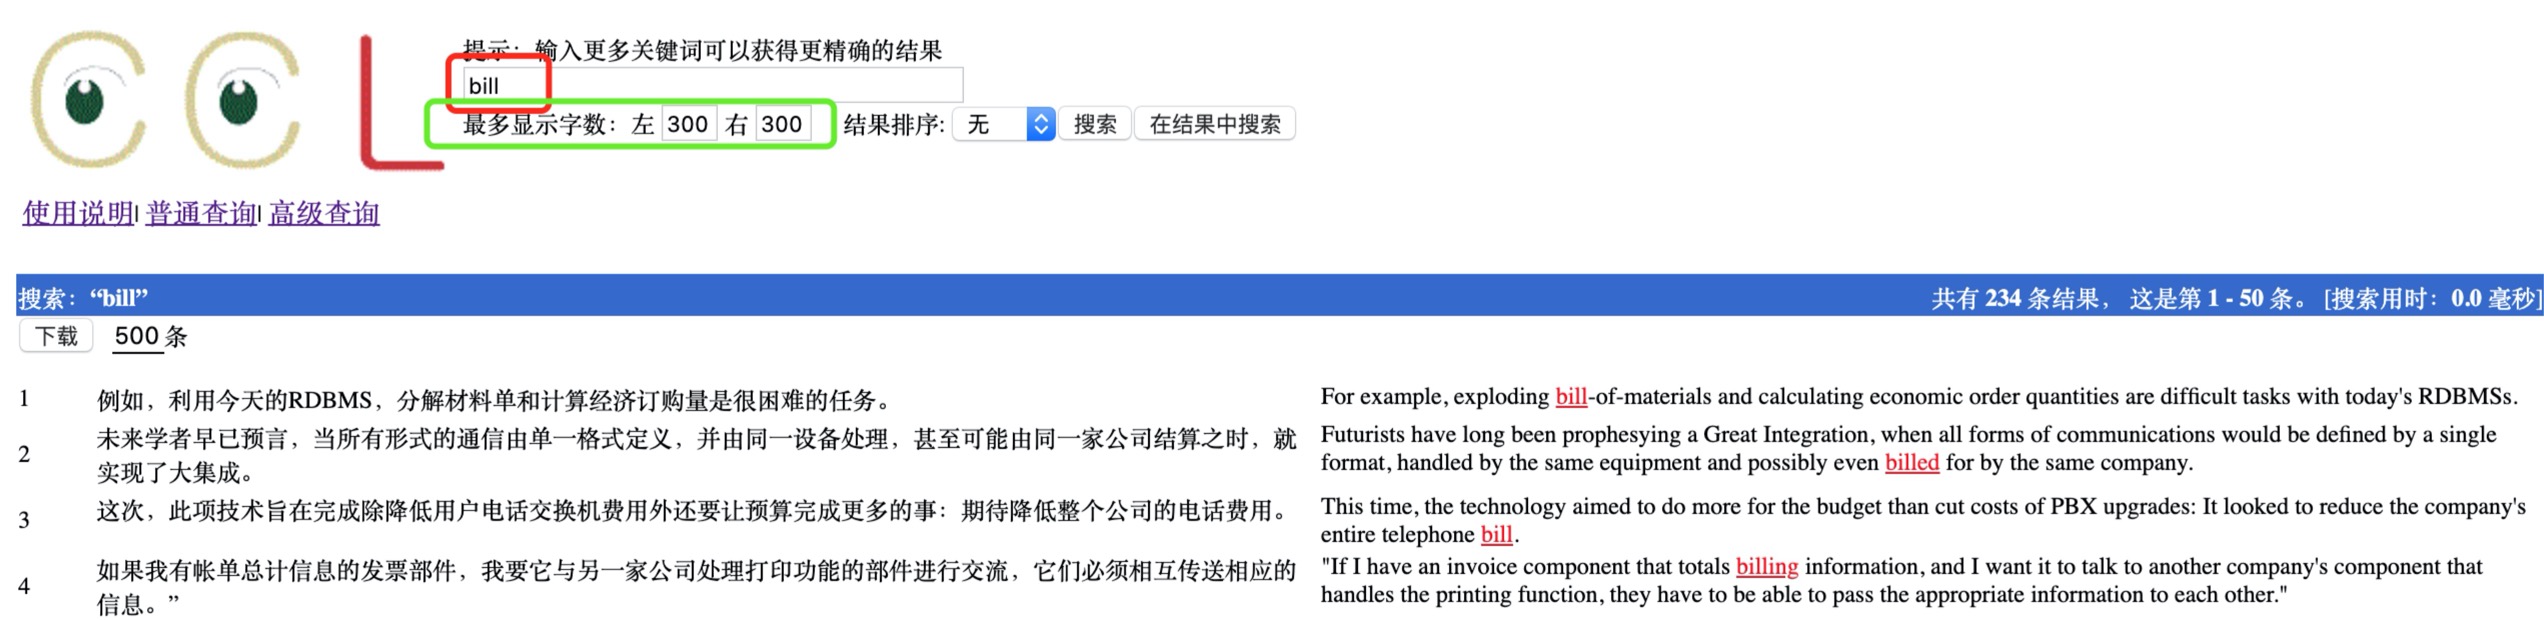 CCL
提示：输入更多关键词可以获得更精确的结果
bill
最多显示字数：左 300 右 300 结果排序: 无 搜索 在结果中搜索
使用说明| 普通查询| 高级查询
搜索：“bill” 共有 234 条结果， 这是第 1 - 50 条。 [搜索用时：0.0 毫秒]
下载 500 条
1 例如，利用今天的RDBMS，分解材料单和计算经济订购量是很困难的任务。 For example, exploding bill-of-materials and calculating economic order quantities are difficult tasks with today's RDBMSs.
2 未来学者早已预言，当所有形式的通信由单一格式定义，并由同一设备处理，甚至可能由同一家公司结算之时，就
实现了大集成。
Futurists have long been prophesying a Great Integration, when all forms of communications would be defined by a single
format, handled by the same equipment and possibly even billed for by the same company.
3 这次，此项技术旨在完成除降低用户电话交换机费用外还要让预算完成更多的事：期待降低整个公司的电话费用。
This time, the technology aimed to do more for the budget than cut costs of PBX upgrades: It looked to reduce the company's
entire telephone bill.
4 如果我有帐单总计信息的发票部件，我要它与另一家公司处理打印功能的部件进行交流，它们必须相互传送相应的
信息。”
"If I have an invoice component that totals billing information, and I want it to talk to another company's component that
handles the printing function, they have to be able to pass the appropriate information to each other."